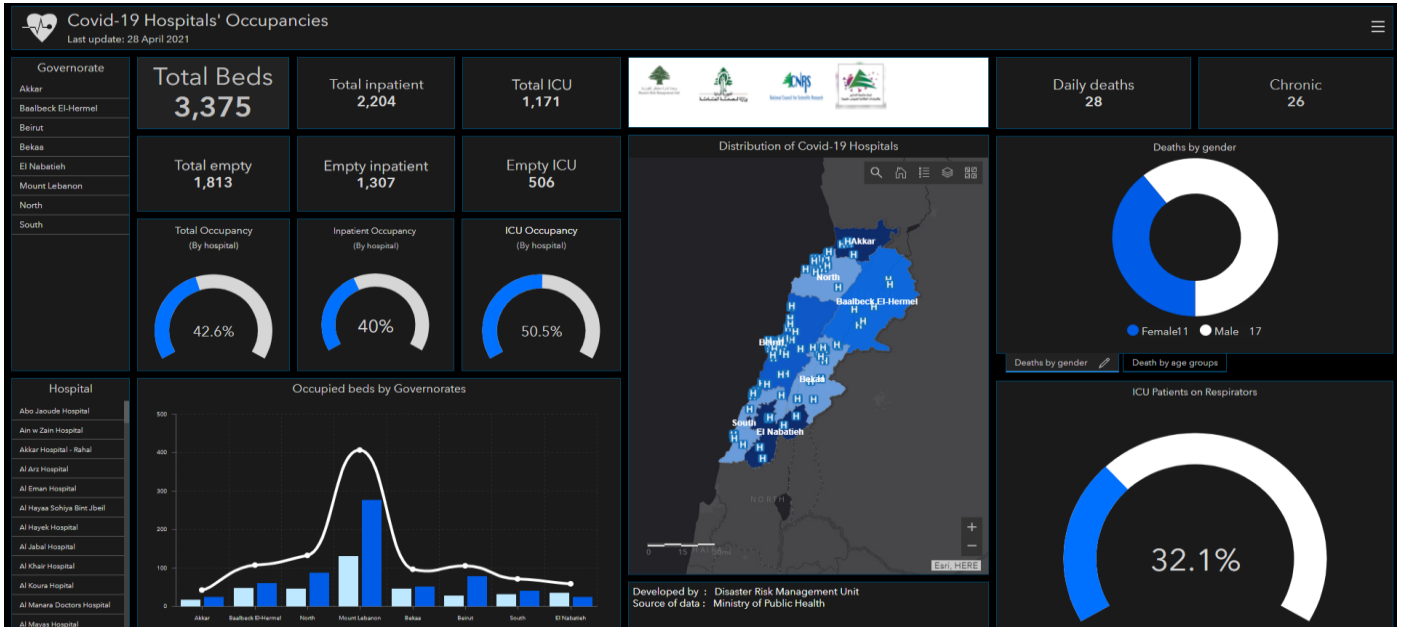 Covid-19 Hospitals' Occupancies
Last update: 28 April 2021
Governorate
Akkar
Baalbeck El-Hermel
Beirut
Bekaa
El Nabatieh
Mount Lebanon
North
South
Total Beds
3,375
Total inpatient
2,204
Total ICU
1,171
Total empty
1,813
Empty inpatient
1,307
Empty ICU
506
Total Occupancy
(By hospital)
42.6%
Inpatient Occupancy
(By hospital)
40%
ICU Occupancy
(By hospital)
50.5%
Hospital
Abo Jaoude Hospital
Ain w Zain Hospital
Akkar Hospital - Rahal
Al Arz Hospital
Al Eman Hospital
Al Hayaa Sohiya Bint Jbeil
Al Hayek Hospital
Al Jabal Hospital
Al Khair Hospital
Al Koura Hopital
Al Manara Doctors Hospital
Al Mayas Hospital
Occupied beds by Governorates
500
400
300
200
100
0
Akkar Baalbeck El-Hermel North Mount Lebanon Bekaa Beirut South El Nabatieh
CNRS
National Council for Scientific Research
Distribution of Covid-19 Hospitals
Akkar
North
Baalbeck El-Hermel
Beirut
Bekaa
South
El Nabatieh
NORTH
HAIFA
0 15 30mi
Esri, HERE
Developed by : Disaster Risk Management Unit
Source of data : Ministry of Public Health
Daily deaths
28
Chronic
26
Deaths by gender
Female11 Male 17
Deaths by gender Death by age groups
ICU Patients on Respirators
32.1%